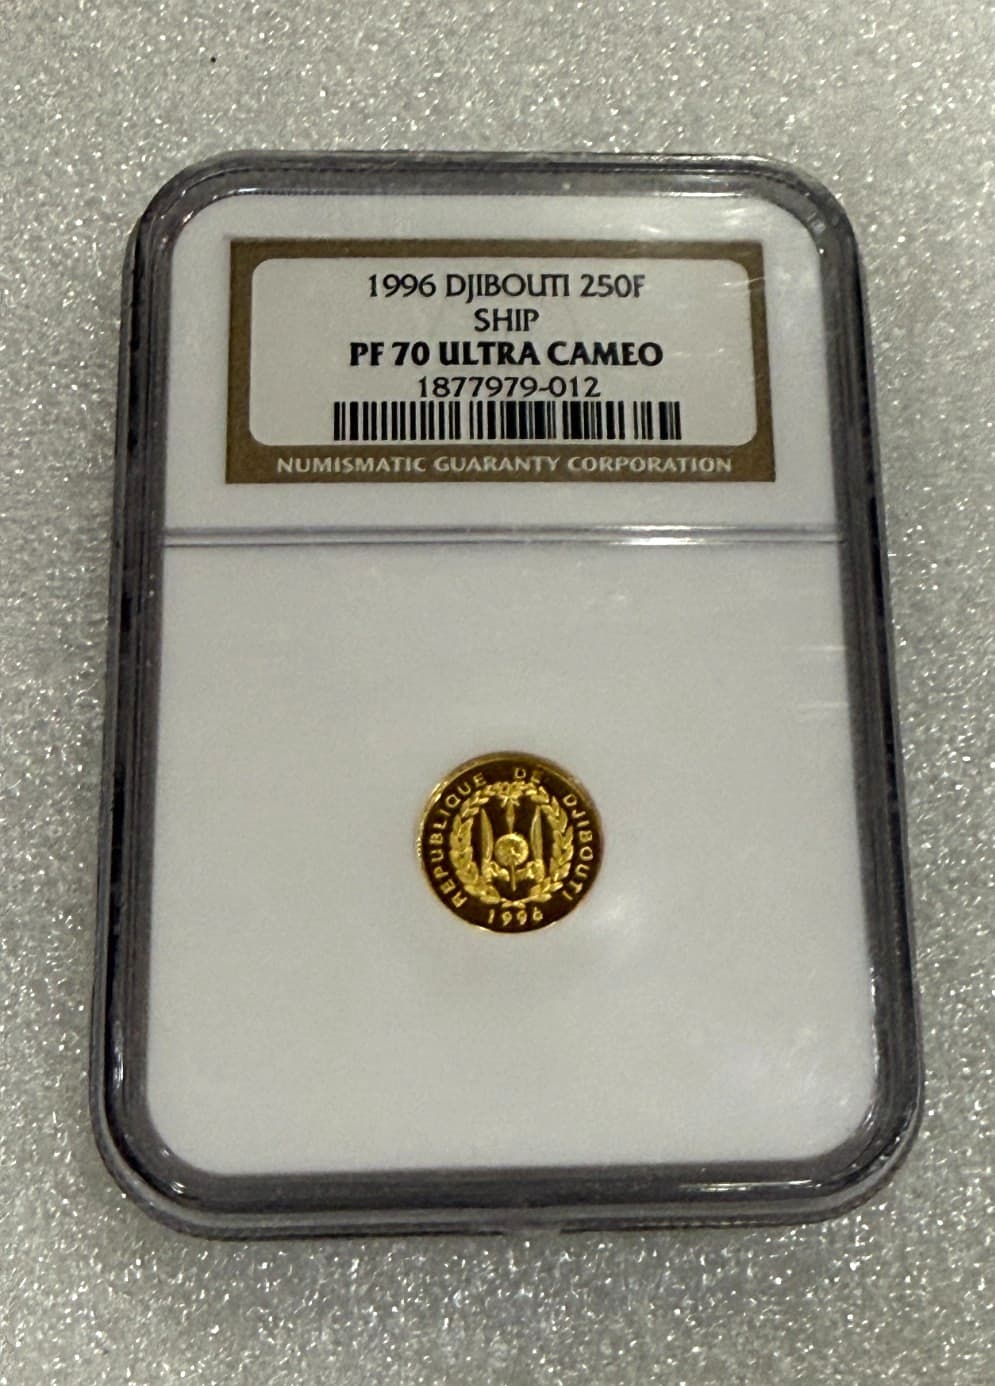 1996 DJIBOUTI 250F
SHIP
PF 70 ULTRA CAMEO
1877979-012
NUMISMATIC GUARANTY CORPORATION
REPUBLIQUE DE DJIBOUTI
1996